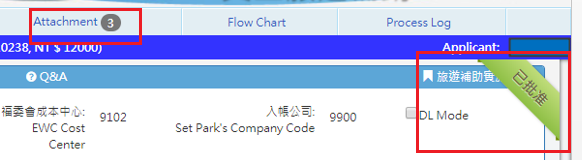 Attachment 3 Flow Chart Process Log
0238, NT $ 12000) Applicant:
Q&A 旅遊補助資
已批准
福委會成本中心: 9102 入帳公司: 9900 DL Mode
EWC Cost Set Park's Company Code
Center